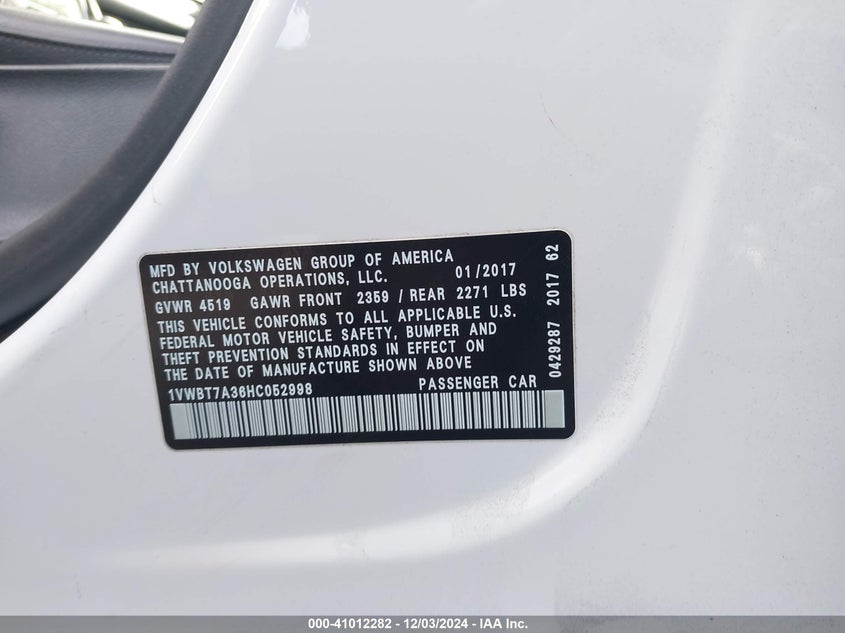 MFD BY VOLKSWAGEN GROUP OF AMERICA
CHATTANOOGA OPERATIONS, LLC. 01/2017
GVWR 4519 GAWR FRONT 2359 / REAR 2271 LBS
THIS VEHICLE CONFORMS TO ALL APPLICABLE U.S.
FEDERAL MOTOR VEHICLE SAFETY, BUMPER AND
THEFT PREVENTION STANDARDS IN EFFECT ON
THE DATE OF MANUFACTURE SHOWN ABOVE
1VWBT7A36HC052998 PASSENGER CAR
0429287 2017 62
000-41012282 - 12/03/2024 - IAA Inc.